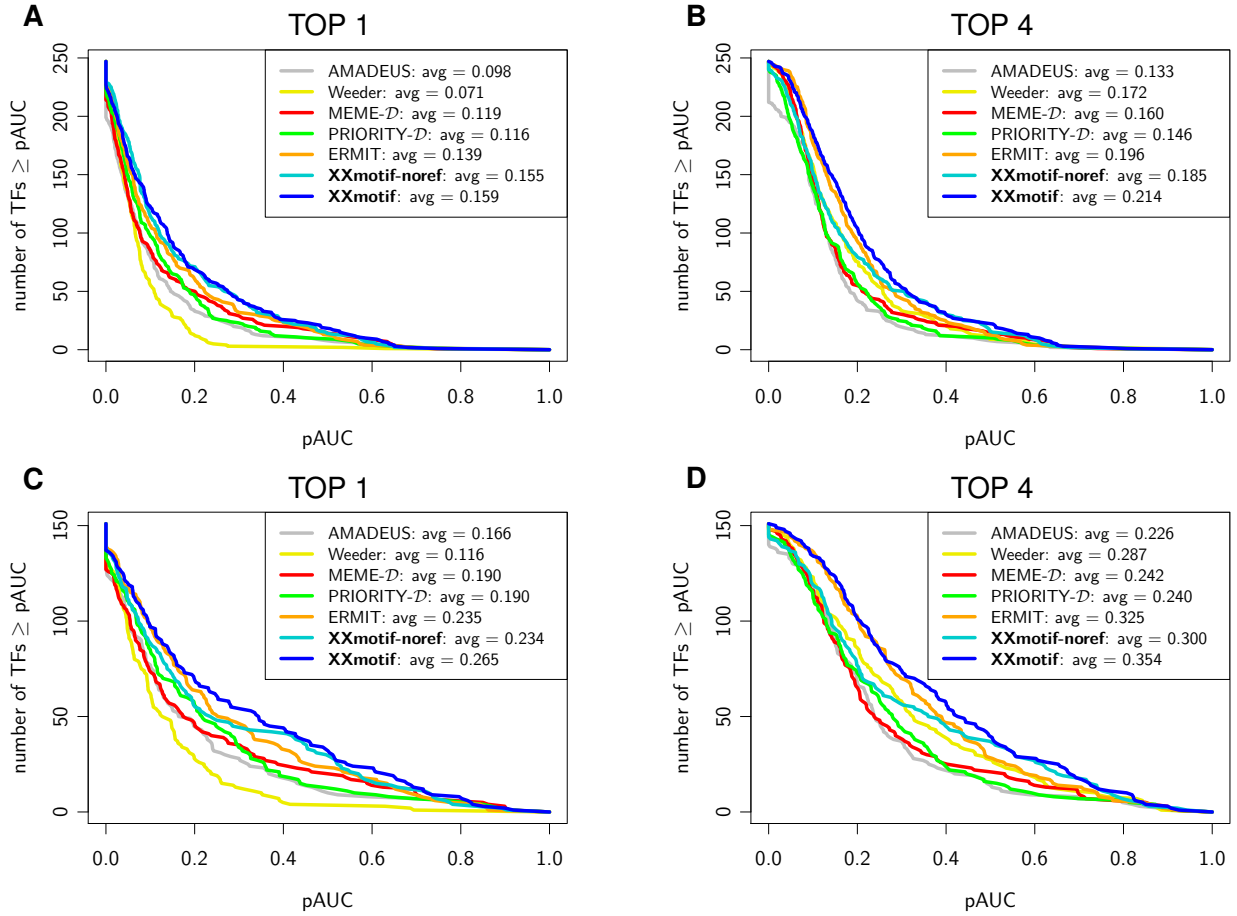 A
TOP 1
number of TFs ≥ pAUC
250
200
150
100
50
0
AMADEUS: avg = 0.098
Weeder: avg = 0.071
MEME-𝒟: avg = 0.119
PRIORITY-𝒟: avg = 0.116
ERMIT: avg = 0.139
XXmotif-noref: avg = 0.155
XXmotif: avg = 0.159
0.0 0.2 0.4 0.6 0.8 1.0
pAUC
B
TOP 4
number of TFs ≥ pAUC
250
200
150
100
50
0
AMADEUS: avg = 0.133
Weeder: avg = 0.172
MEME-𝒟: avg = 0.160
PRIORITY-𝒟: avg = 0.146
ERMIT: avg = 0.196
XXmotif-noref: avg = 0.185
XXmotif: avg = 0.214
0.0 0.2 0.4 0.6 0.8 1.0
pAUC
C
TOP 1
number of TFs ≥ pAUC
150
100
50
0
AMADEUS: avg = 0.166
Weeder: avg = 0.116
MEME-𝒟: avg = 0.190
PRIORITY-𝒟: avg = 0.190
ERMIT: avg = 0.235
XXmotif-noref: avg = 0.234
XXmotif: avg = 0.265
0.0 0.2 0.4 0.6 0.8 1.0
pAUC
D
TOP 4
number of TFs ≥ pAUC
150
100
50
0
AMADEUS: avg = 0.226
Weeder: avg = 0.287
MEME-𝒟: avg = 0.242
PRIORITY-𝒟: avg = 0.240
ERMIT: avg = 0.325
XXmotif-noref: avg = 0.300
XXmotif: avg = 0.354
0.0 0.2 0.4 0.6 0.8 1.0
pAUC